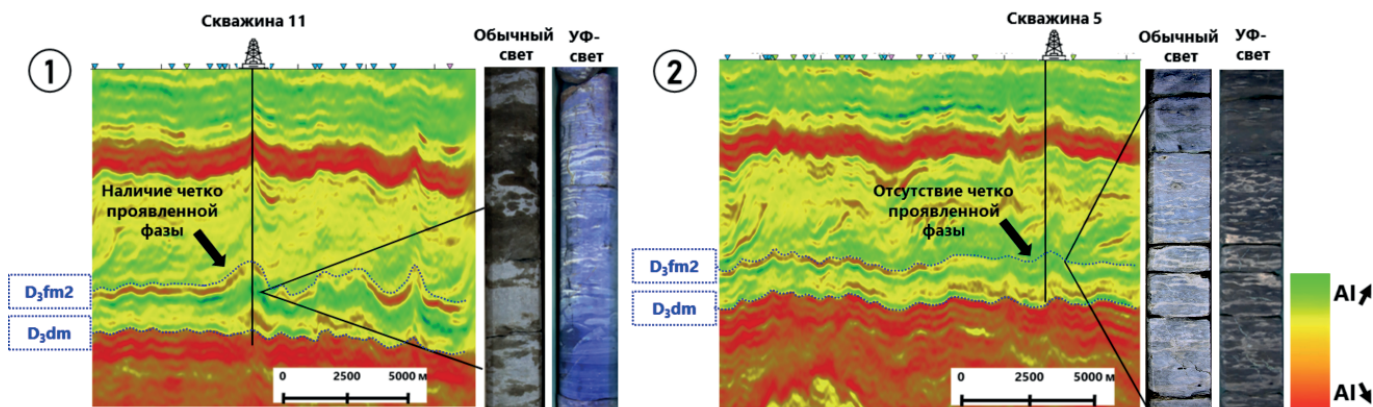 Скважина 11
1
Обычный
свет
УФ-
свет
Наличие четко
проявленной
фазы
D₃fm2
D₃dm
0 2500 5000 м
Скважина 5
2
Обычный
свет
УФ-
свет
Отсутствие четко
проявленной
фазы
D₃fm2
D₃dm
0 2500 5000 м
AI
AI